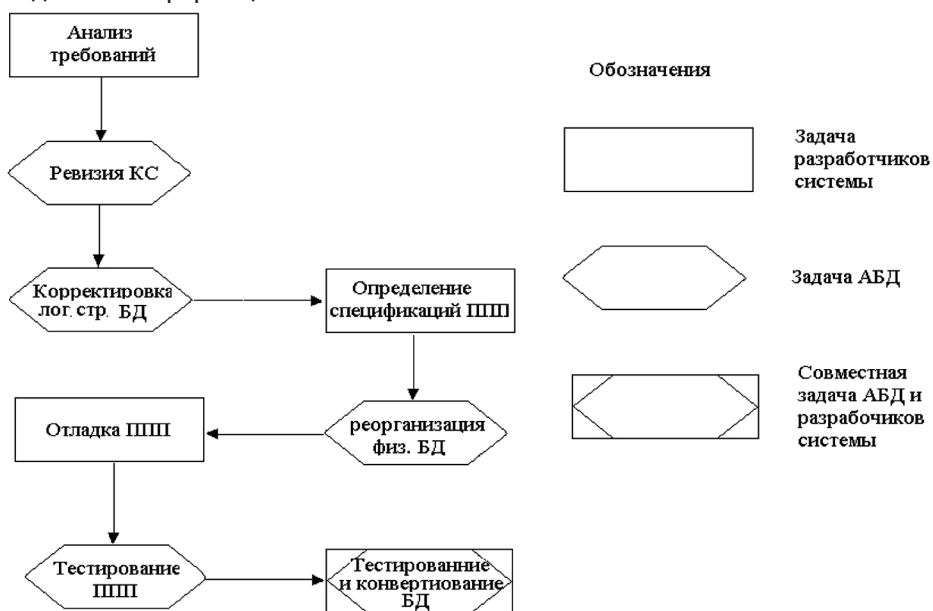 Анализ
требований
Обозначения
Задача
разработчиков
системы
Ревизия КС
Корректировка
лог. стр. БД
Определение
спецификаций ППП
Задача АБД
Совместная
задача АБД и
разрабочиков
системы
Отладка ППП
реорганизация
физ. БД
Тестирование
ППП
Тестированние
и конвертиование
БД